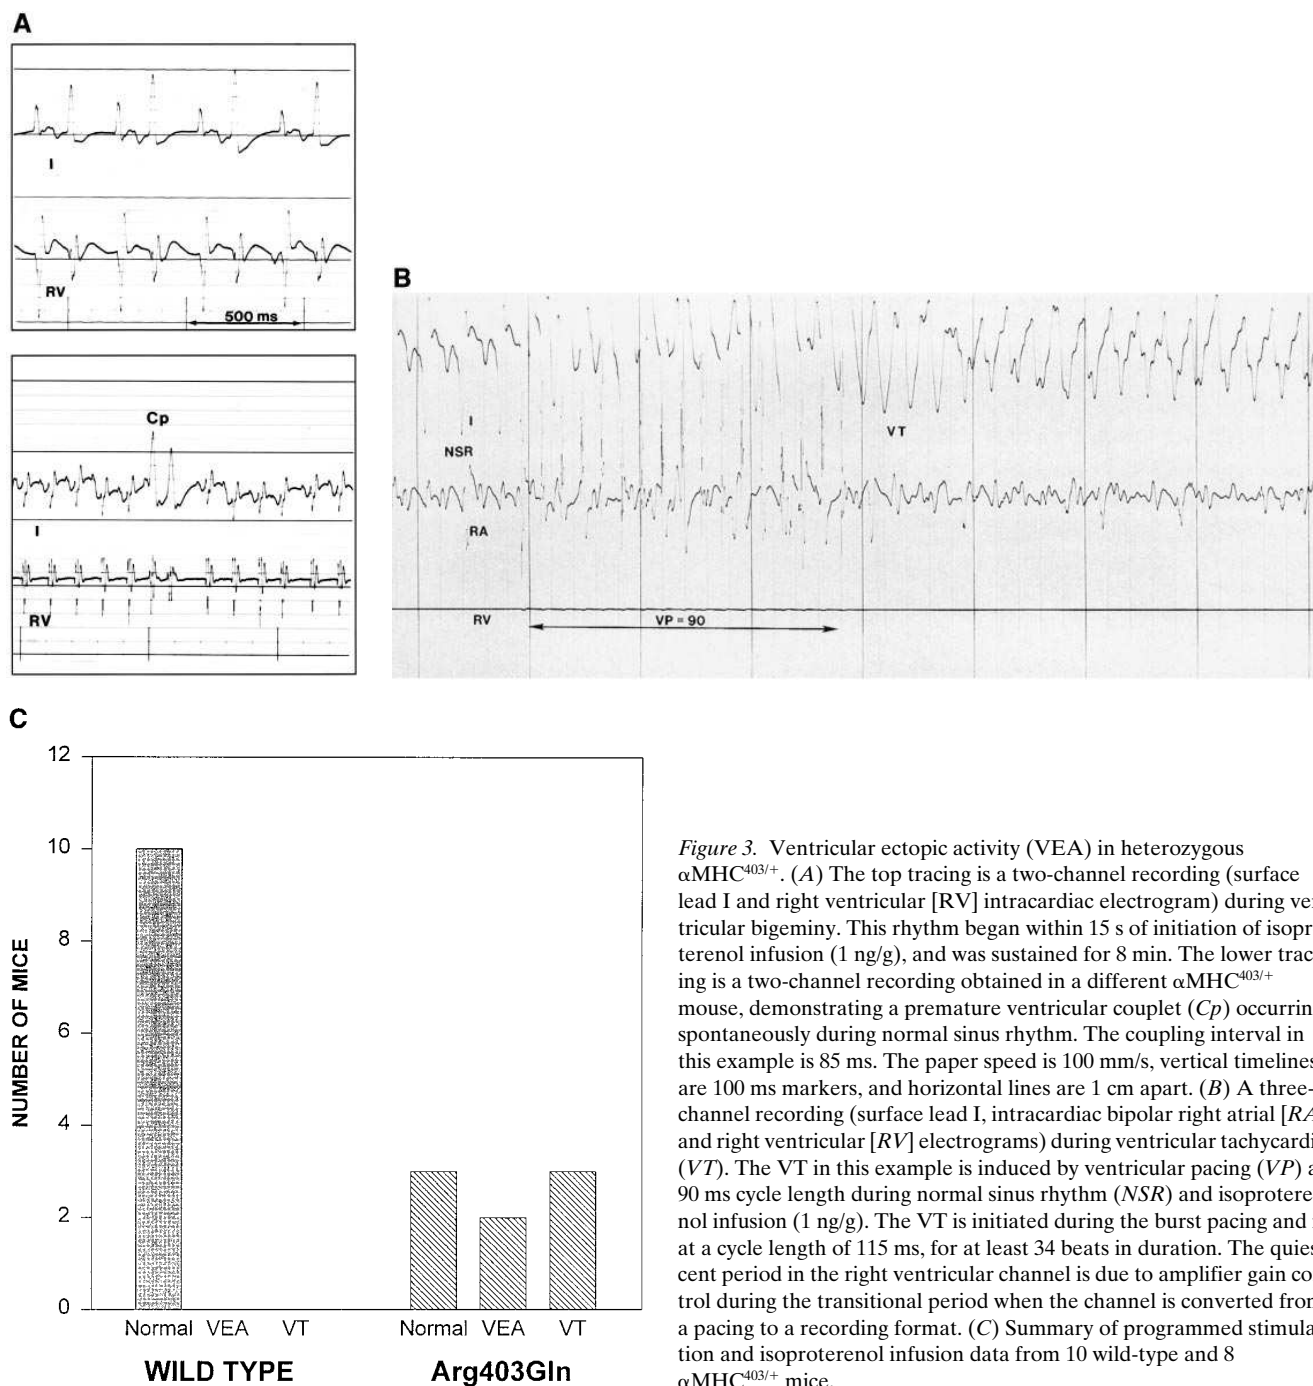 A
I
RV
500 ms
Cp
I
RV
B
I
NSR
VT
RA
RV
VP = 90
C
12
10
8
6
4
2
0
NUMBER OF MICE
Normal VEA VT
Normal VEA VT
WILD TYPE
Arg403Gln
Figure 3. Ventricular ectopic activity (VEA) in heterozygous
αMHC403/+. (A) The top tracing is a two-channel recording (surface
lead I and right ventricular [RV] intracardiac electrogram) during ven
tricular bigeminy. This rhythm began within 15 s of initiation of isopr
terenol infusion (1 ng/g), and was sustained for 8 min. The lower trac
ing is a two-channel recording obtained in a different αMHC403/+
mouse, demonstrating a premature ventricular couplet (Cp) occurrin
spontaneously during normal sinus rhythm. The coupling interval in
this example is 85 ms. The paper speed is 100 mm/s, vertical timelines
are 100 ms markers, and horizontal lines are 1 cm apart. (B) A three-
channel recording (surface lead I, intracardiac bipolar right atrial [RA
and right ventricular [RV] electrograms) during ventricular tachycardi
(VT). The VT in this example is induced by ventricular pacing (VP) a
90 ms cycle length during normal sinus rhythm (NSR) and isoprotere
nol infusion (1 ng/g). The VT is initiated during the burst pacing and
at a cycle length of 115 ms, for at least 34 beats in duration. The quies
cent period in the right ventricular channel is due to amplifier gain co
trol during the transitional period when the channel is converted from
a pacing to a recording format. (C) Summary of programmed stimula
tion and isoproterenol infusion data from 10 wild-type and 8
αMHC403/+ mice.